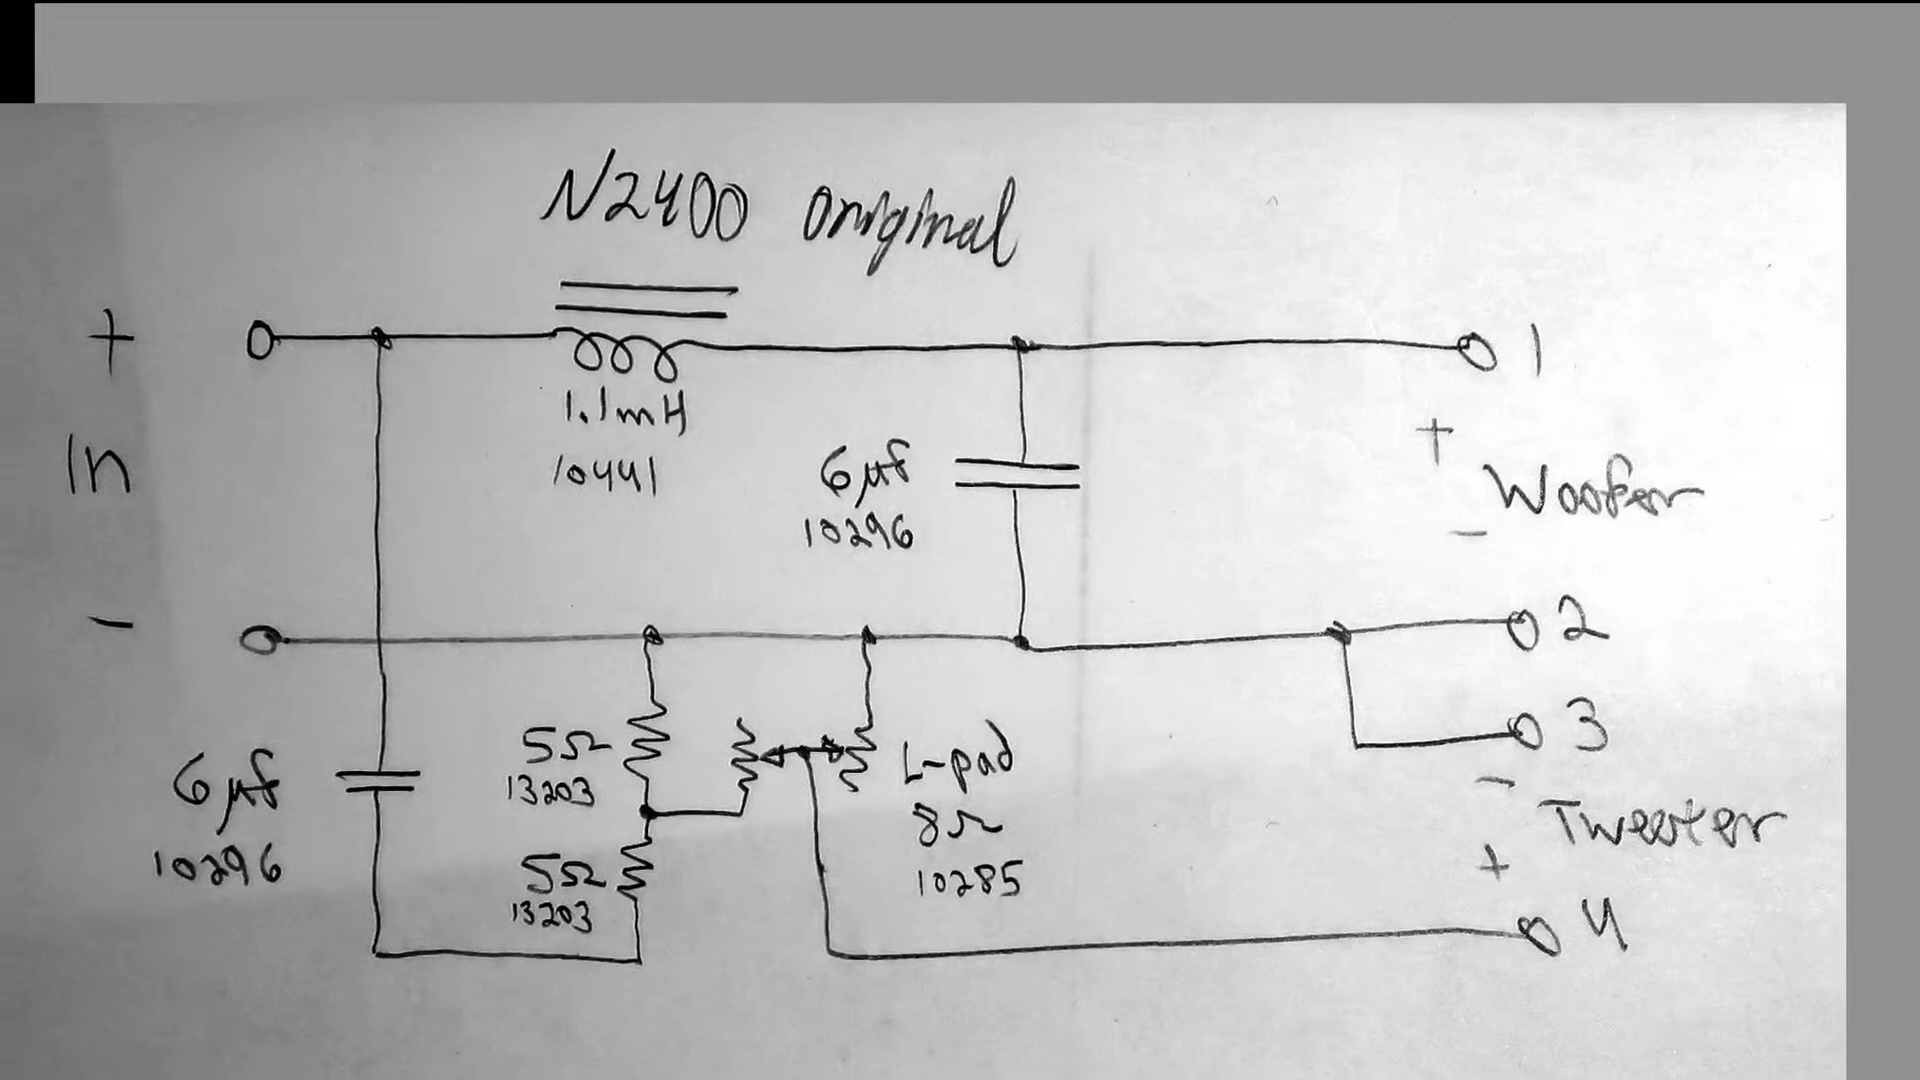 N2400 original
+
In
-
1.1mH
10441
6µf
10296
1
+
- Woofer
2
3
-
Tweeter
+
4
5Ω
13203
5Ω
13203
L-pad
8Ω
10285
6µf
10296